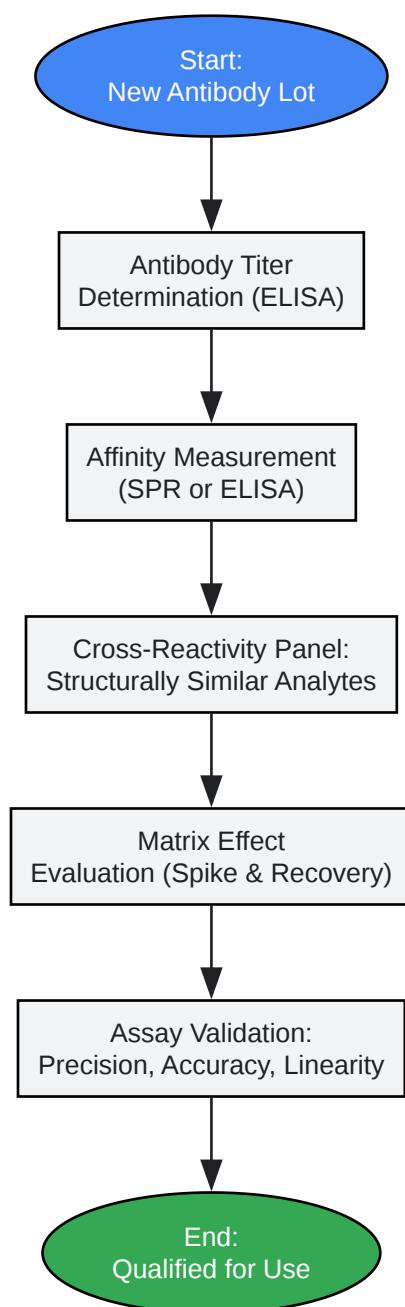 Start:
New Antibody Lot
Antibody Titer
Determination (ELISA)
Affinity Measurement
(SPR or ELISA)
Cross-Reactivity Panel:
Structurally Similar Analytes
Matrix Effect
Evaluation (Spike & Recovery)
Assay Validation:
Precision, Accuracy, Linearity
End:
Qualified for Use